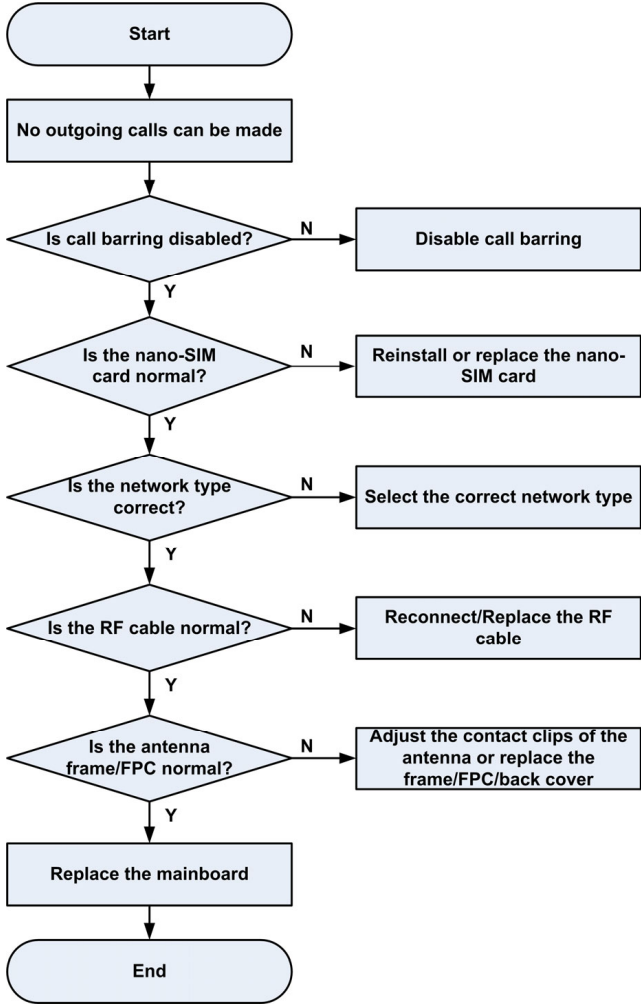 Start
No outgoing calls can be made
Is call barring disabled?
N
Disable call barring
Y
Is the nano-SIM
card normal?
N
Reinstall or replace the nano-
SIM card
Y
Is the network type
correct?
N
Select the correct network type
Y
Is the RF cable normal?
N
Reconnect/Replace the RF
cable
Y
Is the antenna
frame/FPC normal?
N
Adjust the contact clips of the
antenna or replace the
frame/FPC/back cover
Y
Replace the mainboard
End